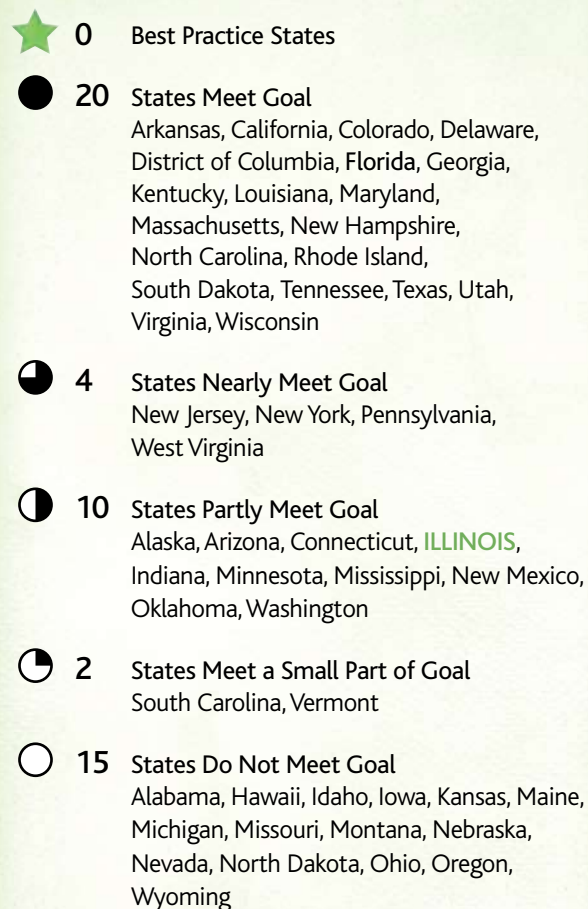 0 Best Practice States
20 States Meet Goal
Arkansas, California, Colorado, Delaware,
District of Columbia, Florida, Georgia,
Kentucky, Louisiana, Maryland,
Massachusetts, New Hampshire,
North Carolina, Rhode Island,
South Dakota, Tennessee, Texas, Utah,
Virginia, Wisconsin
4 States Nearly Meet Goal
New Jersey, New York, Pennsylvania,
West Virginia
10 States Partly Meet Goal
Alaska, Arizona, Connecticut, ILLINOIS,
Indiana, Minnesota, Mississippi, New Mexico,
Oklahoma, Washington
2 States Meet a Small Part of Goal
South Carolina, Vermont
15 States Do Not Meet Goal
Alabama, Hawaii, Idaho, Iowa, Kansas, Maine,
Michigan, Missouri, Montana, Nebraska,
Nevada, North Dakota, Ohio, Oregon,
Wyoming